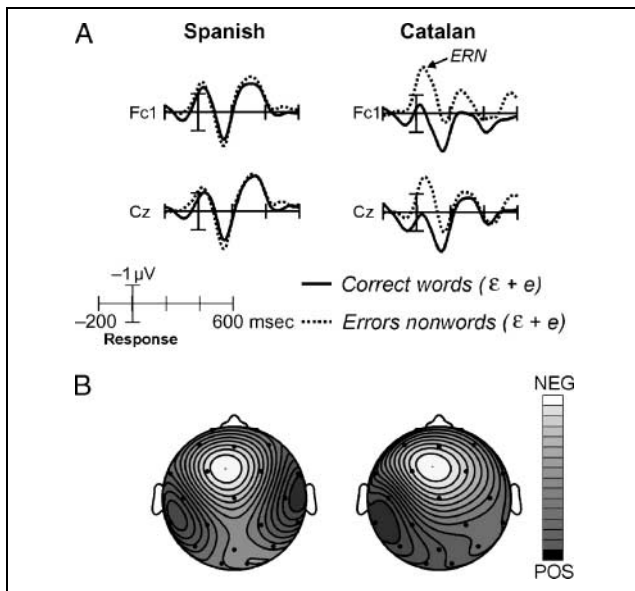 A
Spanish
Catalan
ERN
Fc1
Fc1
Cz
Cz
−1 µV
−200
600 msec
Response
Correct words (ε + e)
Errors nonwords (ε + e)
B
NEG
POS